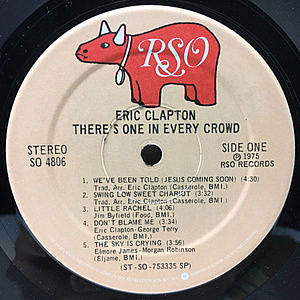 RSO
ERIC CLAPTON
THERE'S ONE IN EVERY CROWD
STEREO
SO 4806
SIDE ONE
℗ 1975
RSO RECORDS
1. WE'VE BEEN TOLD (JESUS COMING SOON) (4:30)
Trad. Arr. Eric Clapton (Casserole, BMI.)
2. SWING LOW SWEET CHARIOT (3:32)
Trad. Arr. Eric Clapton (Casserole, BMI.)
3. LITTLE RACHEL (4:06)
Jim Byfield (Food, BMI.)
4. DON'T BLAME ME (3:34)
Eric Clapton-George Terry
(Casserole, BMI.)
5. THE SKY IS CRYING (3:56)
Elmore James-Morgan Robinson
(Eljame, BMI.)
(ST-SO-753335 SP)